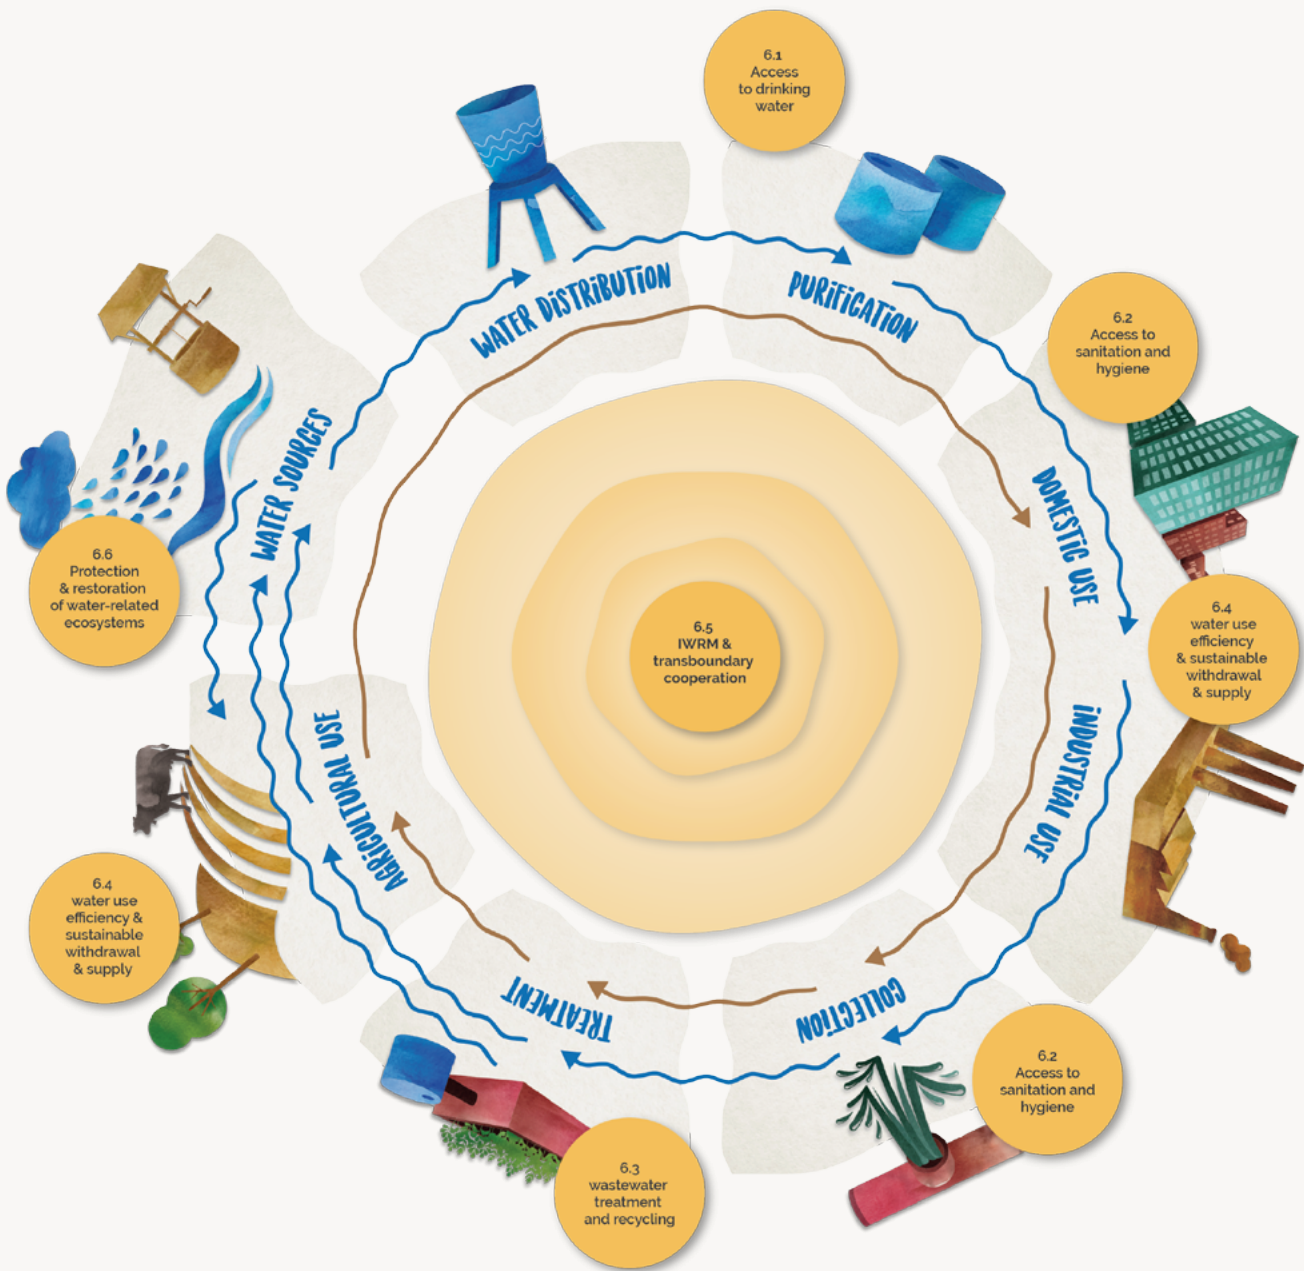 6.1
Access
to drinking
water
WATER DISTRIBUTION
PURIFICATION
6.2
Access to
sanitation and
hygiene
DOMESTIC USE
6.4
water use
efficiency
& sustainable
withdrawal
& supply
INDUSTRIAL USE
COLLECTION
6.2
Access to
sanitation and
hygiene
TREATMENT
6.3
wastewater
treatment
and recycling
AGRICULTURAL USE
6.4
water use
efficiency &
sustainable
withdrawal
& supply
WATER SOURCES
6.6
Protection
& restoration
of water-related
ecosystems
6.5
IWRM &
transboundary
cooperation